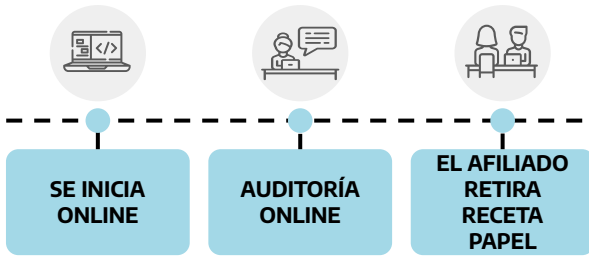 </>
SE INICIA
ONLINE
AUDITORÍA
ONLINE
EL AFILIADO
RETIRA
RECETA
PAPEL